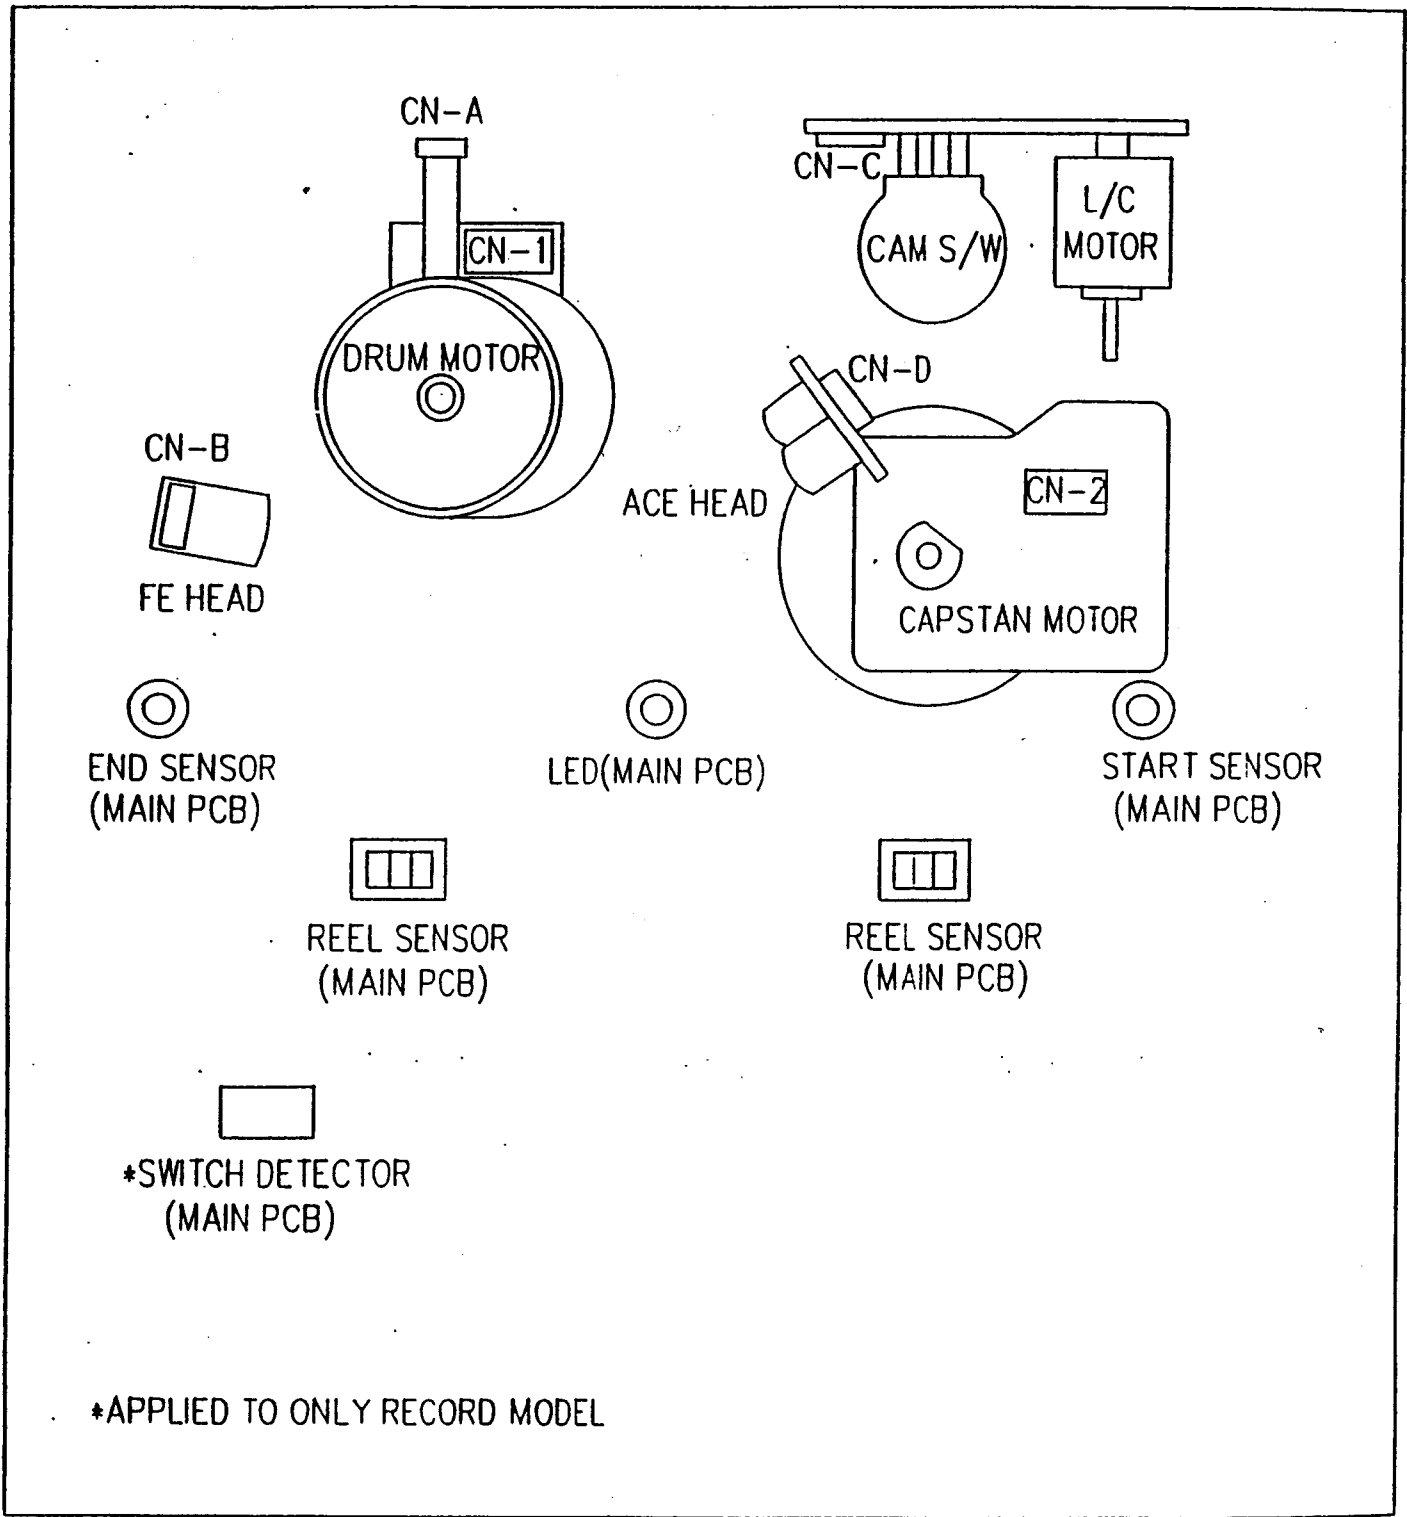 CN-A
CN-C
CN-1
L/C
MOTOR
CAM S/W
DRUM MOTOR
CN-D
CN-B
ACE HEAD
CN-2
FE HEAD
CAPSTAN MOTOR
END SENSOR
(MAIN PCB)
LED(MAIN PCB)
START SENSOR
(MAIN PCB)
REEL SENSOR
(MAIN PCB)
REEL SENSOR
(MAIN PCB)
*SWITCH DETECTOR
(MAIN PCB)
*APPLIED TO ONLY RECORD MODEL